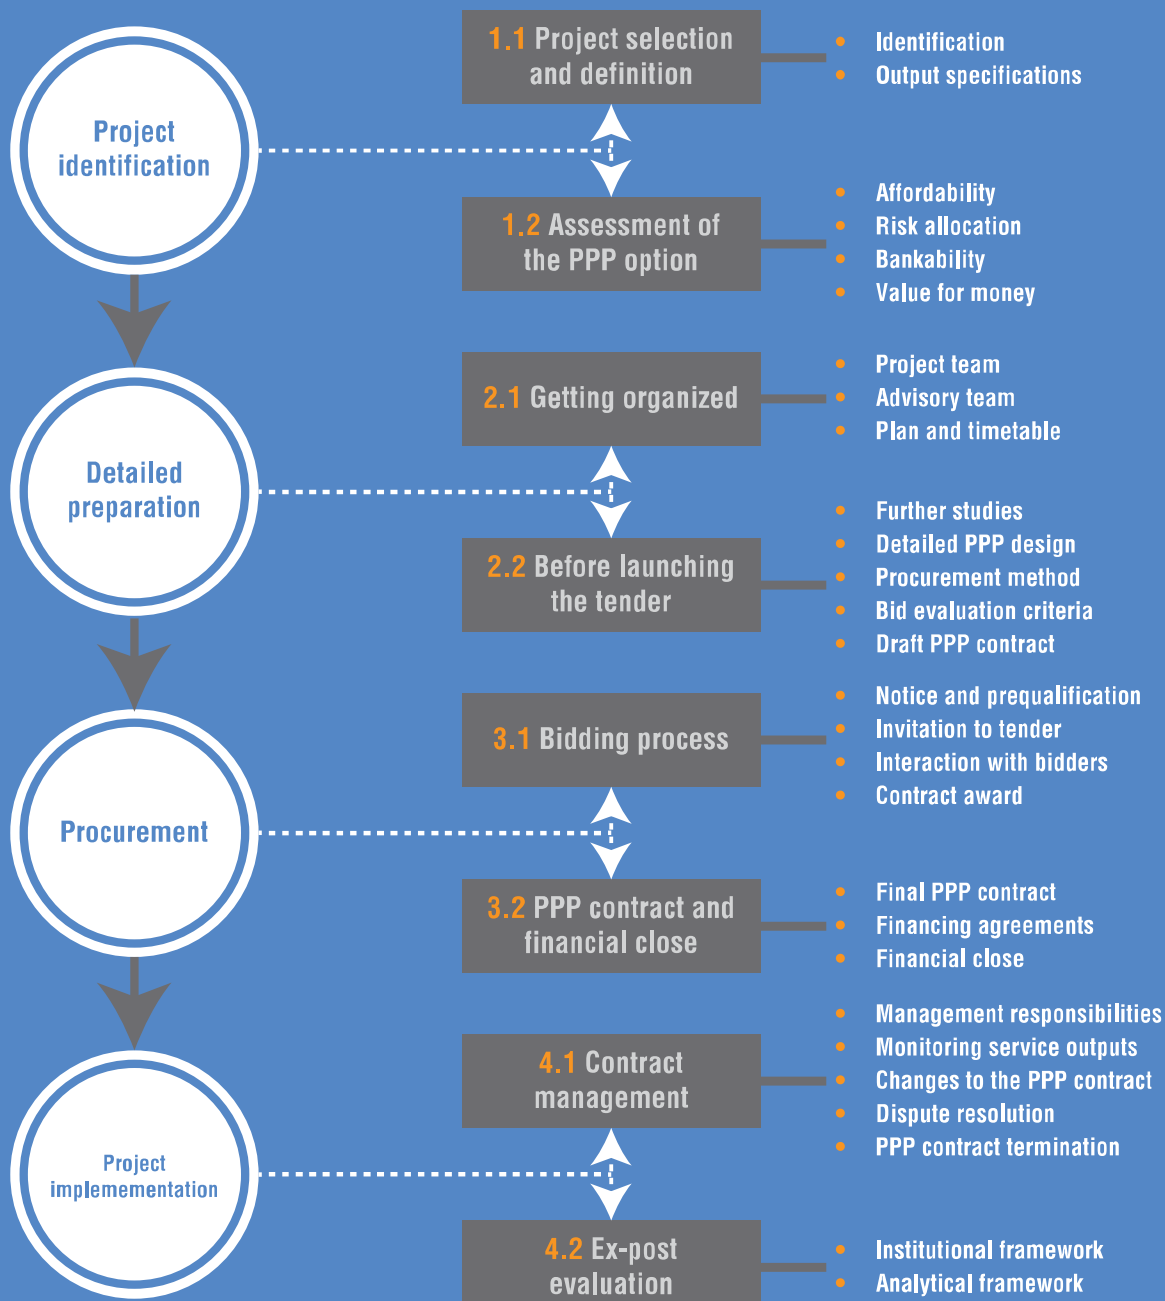 Project
identification
1.1 Project selection
and definition
Identification
Output specifications
1.2 Assessment of
the PPP option
Affordability
Risk allocation
Bankability
Value for money
Detailed
preparation
2.1 Getting organized
Project team
Advisory team
Plan and timetable
2.2 Before launching
the tender
Further studies
Detailed PPP design
Procurement method
Bid evaluation criteria
Draft PPP contract
Procurement
3.1 Bidding process
Notice and prequalification
Invitation to tender
Interaction with bidders
Contract award
3.2 PPP contract and
financial close
Final PPP contract
Financing agreements
Financial close
Project
implemementation
4.1 Contract
management
Management responsibilities
Monitoring service outputs
Changes to the PPP contract
Dispute resolution
PPP contract termination
4.2 Ex-post
evaluation
Institutional framework
Analytical framework